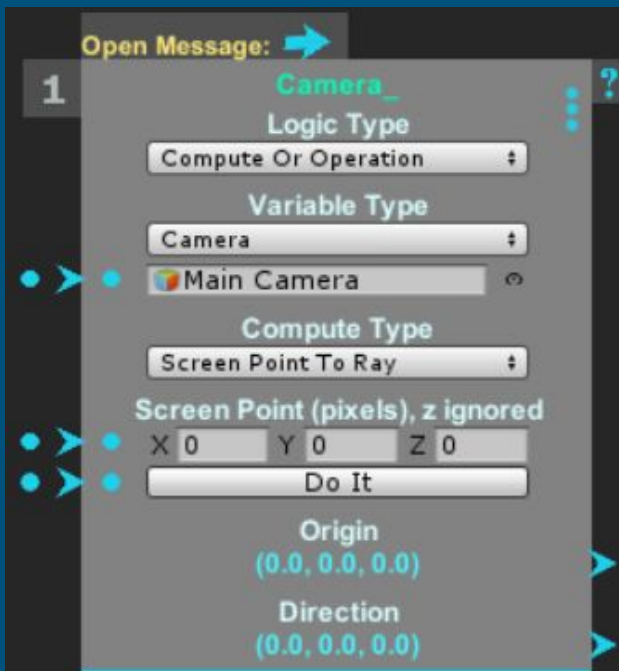 Open Message:
1 Camera_ ?
Logic Type
Compute Or Operation
Variable Type
Camera
Main Camera
Compute Type
Screen Point To Ray
Screen Point (pixels), z ignored
X 0 Y 0 Z 0
Do It
Origin
(0.0, 0.0, 0.0)
Direction
(0.0, 0.0, 0.0)